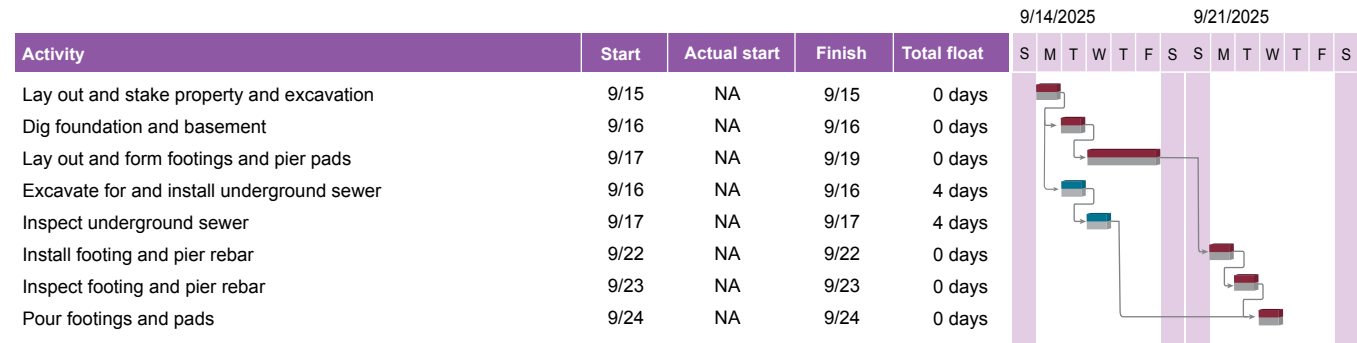 9/14/2025 9/21/2025
Activity Start Actual start Finish Total float S M T W T F S S M T W T F S
Lay out and stake property and excavation 9/15 NA 9/15 0 days
Dig foundation and basement 9/16 NA 9/16 0 days
Lay out and form footings and pier pads 9/17 NA 9/19 0 days
Excavate for and install underground sewer 9/16 NA 9/16 4 days
Inspect underground sewer 9/17 NA 9/17 4 days
Install footing and pier rebar 9/22 NA 9/22 0 days
Inspect footing and pier rebar 9/23 NA 9/23 0 days
Pour footings and pads 9/24 NA 9/24 0 days